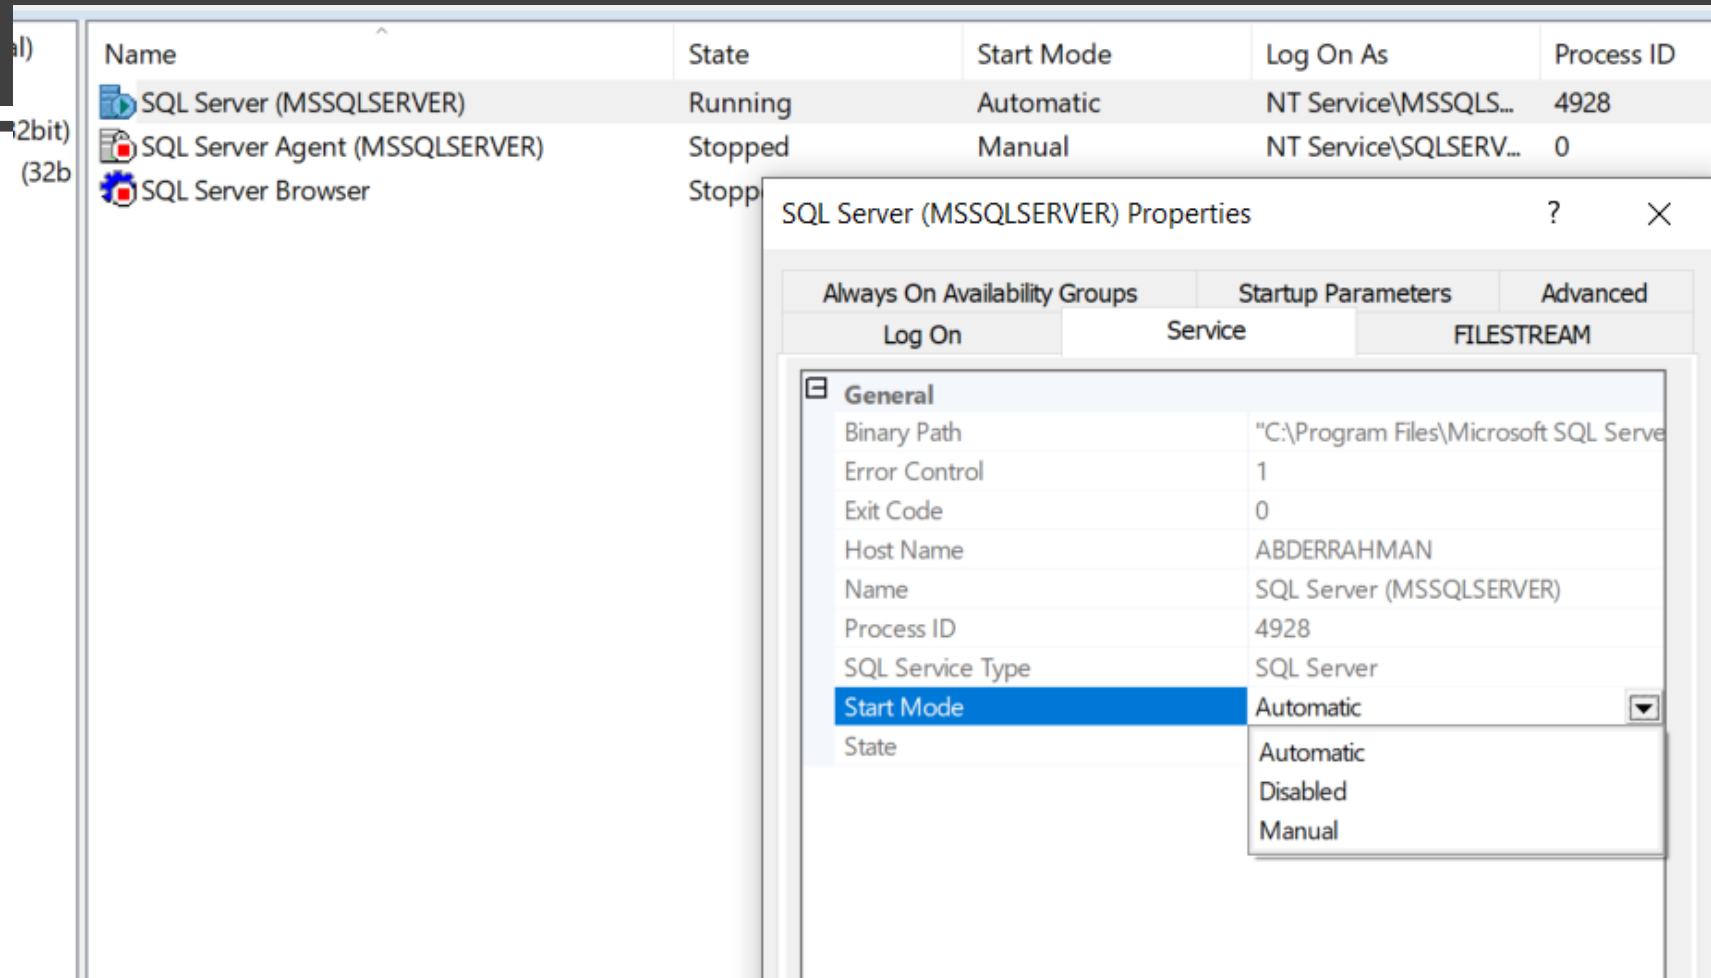 al)
2bit)
(32b
Name State Start Mode Log On As Process ID
SQL Server (MSSQLSERVER) Running Automatic NT Service\MSSQLS... 4928
SQL Server Agent (MSSQLSERVER) Stopped Manual NT Service\SQLSERV... 0
SQL Server Browser Stopp
SQL Server (MSSQLSERVER) Properties ? 
Always On Availability Groups Startup Parameters Advanced
Log On Service FILESTREAM
General
Binary Path "C:\Program Files\Microsoft SQL Serve
Error Control 1
Exit Code 0
Host Name ABDERRAHMAN
Name SQL Server (MSSQLSERVER)
Process ID 4928
SQL Service Type SQL Server
Start Mode Automatic
State
Automatic
Disabled
Manual